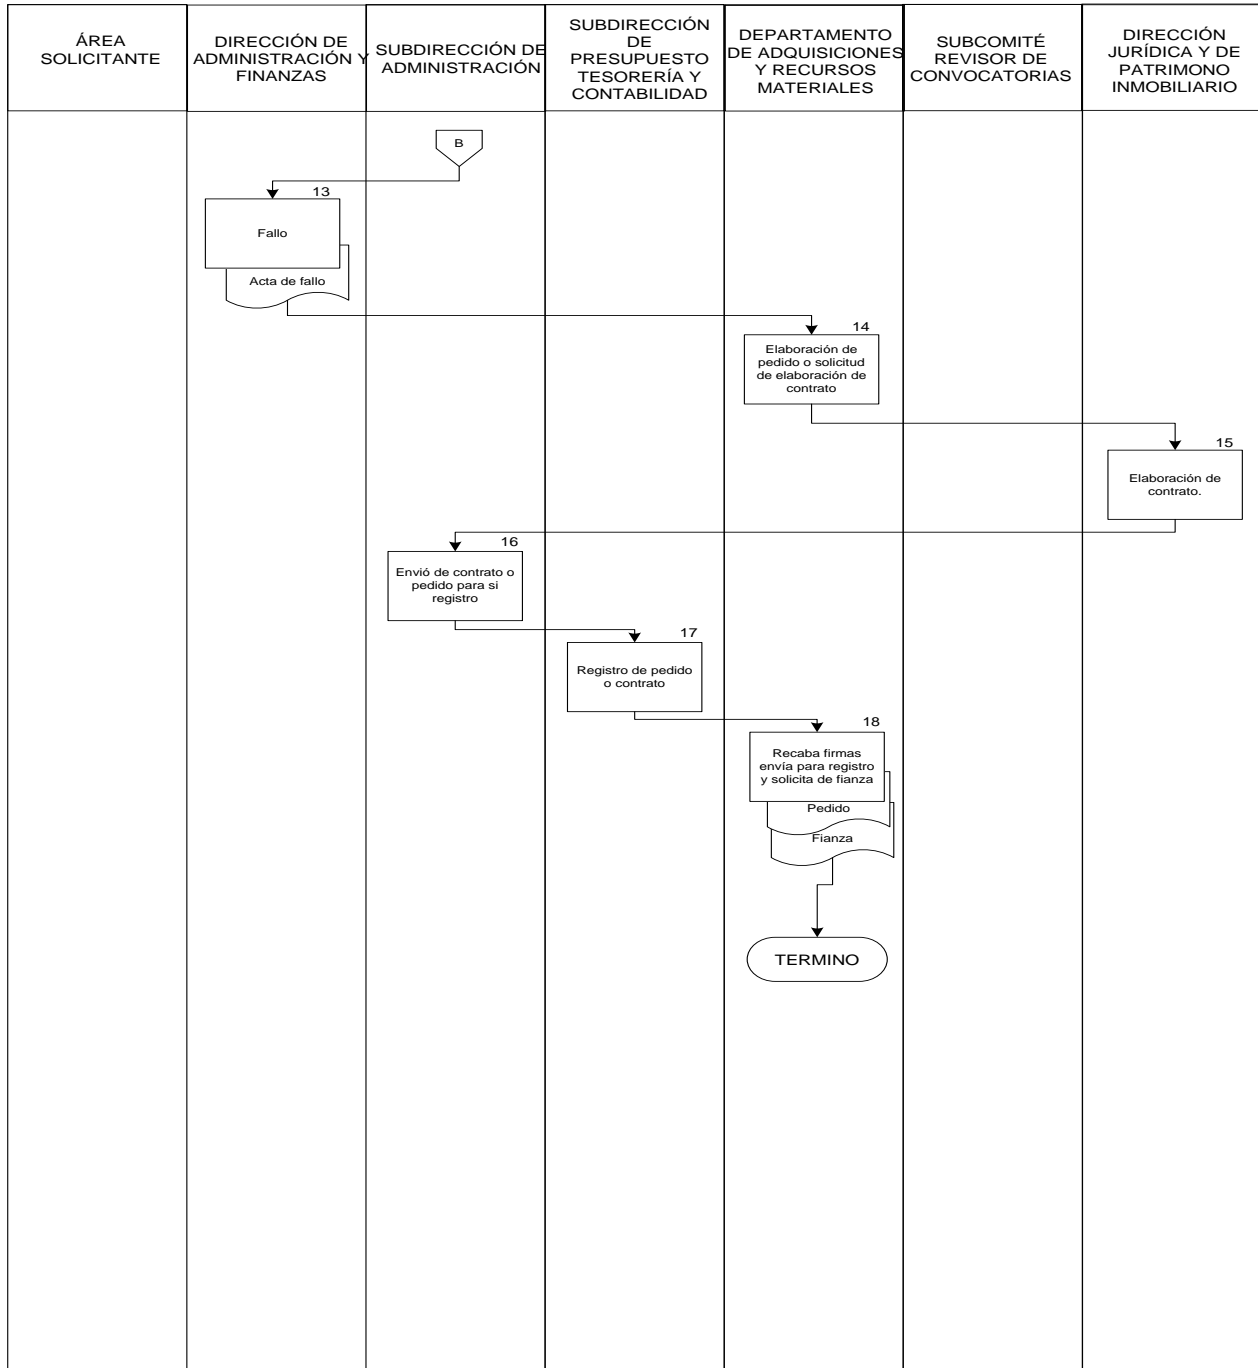 ÁREA
SOLICITANTE
DIRECCIÓN DE
ADMINISTRACIÓN Y
FINANZAS
SUBDIRECCIÓN DE
ADMINISTRACIÓN
SUBDIRECCIÓN
DE
PRESUPUESTO
TESORERÍA Y
CONTABILIDAD
DEPARTAMENTO
DE ADQUISICIONES
Y RECURSOS
MATERIALES
SUBCOMITÉ
REVISOR DE
CONVOCATORIAS
DIRECCIÓN
JURÍDICA Y DE
PATRIMONO
INMOBILIARIO
B
13
Fallo
Acta de fallo
14
Elaboración de
pedido o solicitud
de elaboración de
contrato
15
Elaboración de
contrato.
16
Envió de contrato o
pedido para si
registro
17
Registro de pedido
o contrato
18
Recaba firmas
envía para registro
y solicita de fianza
Pedido
Fianza
TERMINO